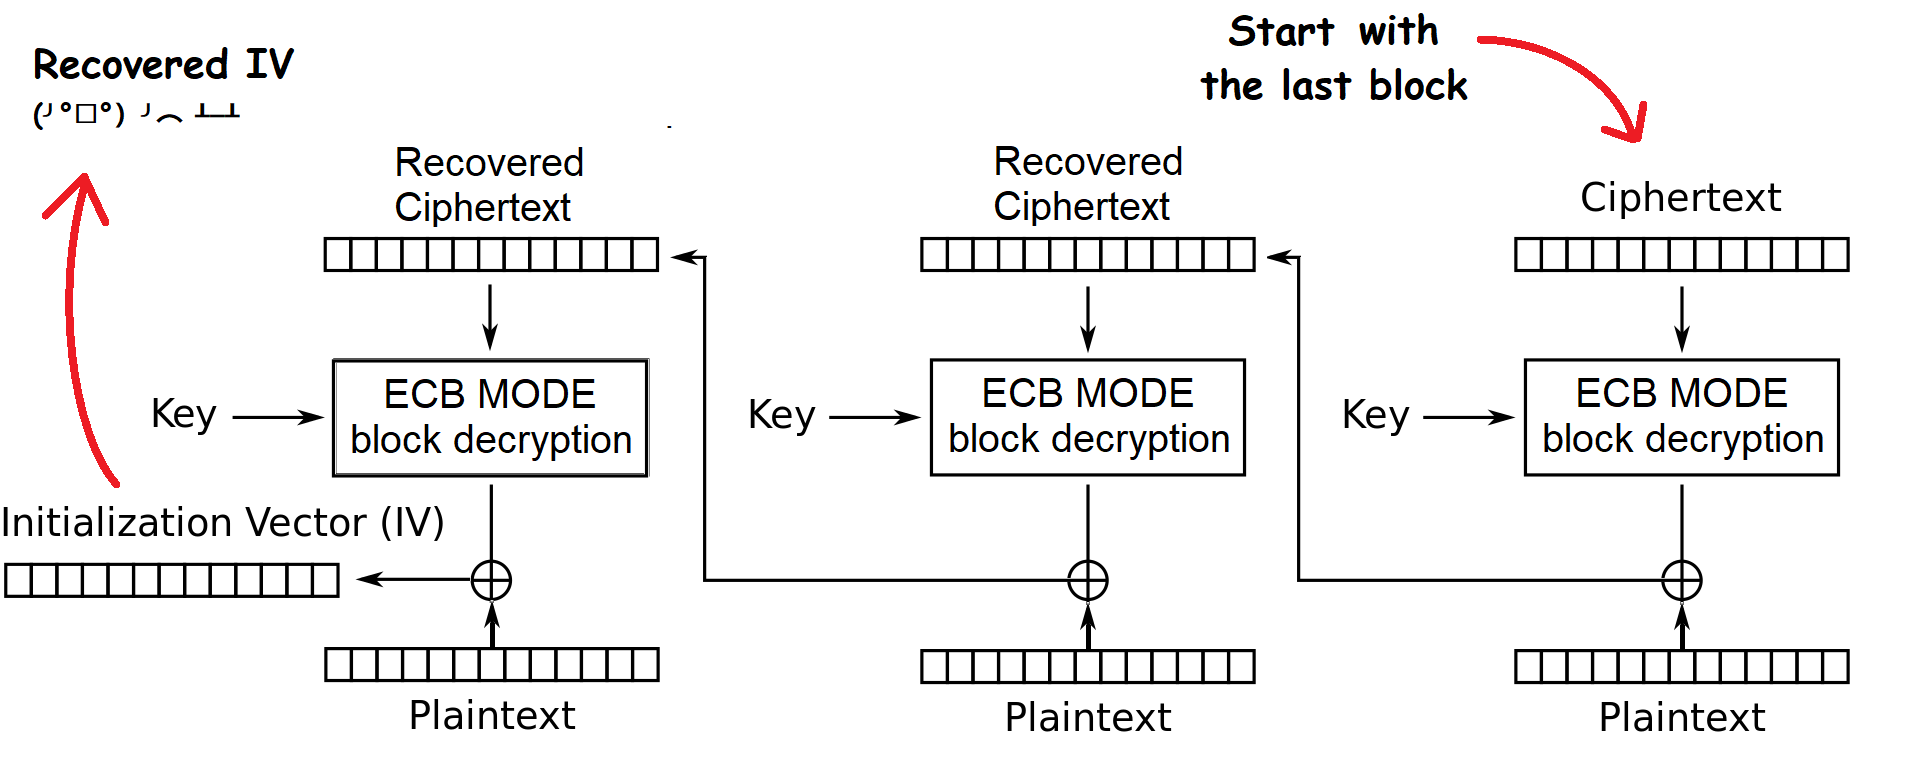 Recovered IV
(╯°□°) ╯︵ ┻━┻
Start with
the last block
Recovered
Ciphertext
Recovered
Ciphertext
Ciphertext
Key
ECB MODE
block decryption
Key
ECB MODE
block decryption
Key
ECB MODE
block decryption
Initialization Vector (IV)
Plaintext
Plaintext
Plaintext